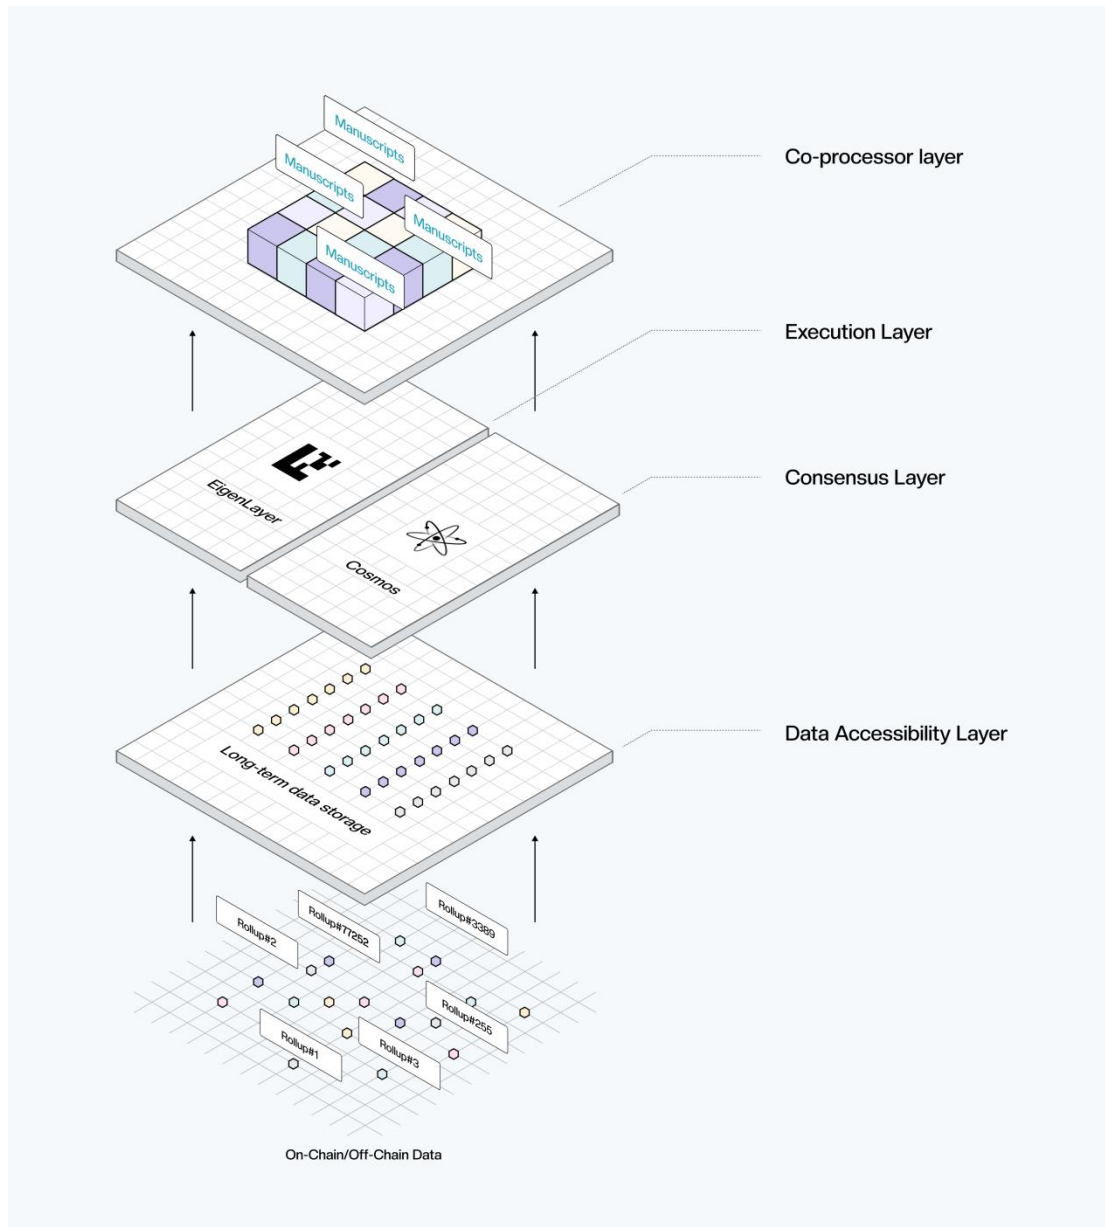 Manuscripts
Manuscripts
Manuscripts
Manuscripts
Co-processor layer
Execution Layer
EigenLayer
Consensus Layer
Cosmos
Data Accessibility Layer
Long-term data storage
Rollup#2
Rollup#77252
Rollup#3389
Rollup#255
Rollup#1
Rollup#3
On-Chain/Off-Chain Data